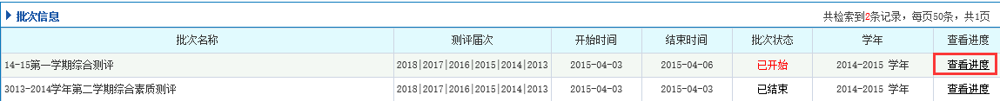 批次信息 共检索到2条记录，每页50条，共1页
批次名称 测评届次 开始时间 结束时间 批次状态 学年 查看进度
14-15第一学期综合测评 2018|2017|2016|2015|2014|2013 2015-04-03 2015-04-06 已开始 2014-2015 学年 查看进度
3013-2014学年第二学期综合素质测评 2018|2017|2016|2015|2014|2013 2015-04-03 2015-04-03 已结束 2014-2015 学年 查看进度